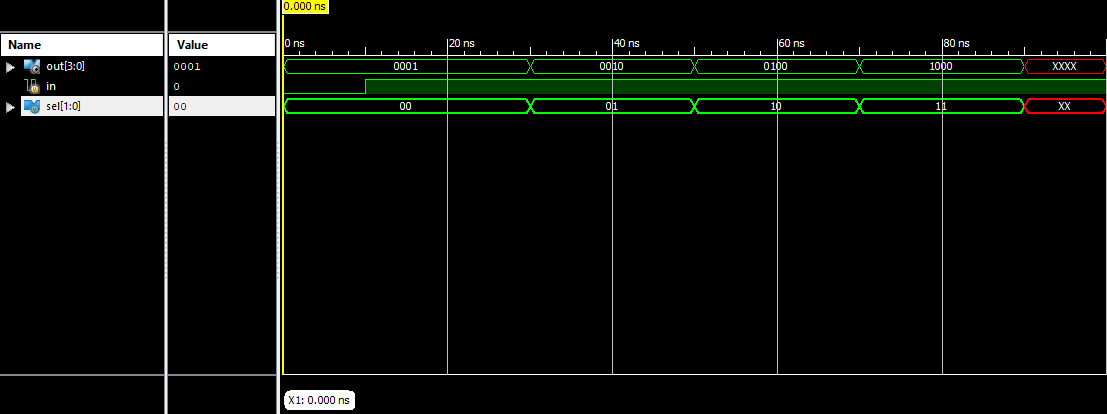 0.000 ns
Name Value
0 ns 20 ns 40 ns 60 ns 80 ns
out[3:0] 0001 0001 0010 0100 1000 XXXX
in 0
sel[1:0] 00 00 01 10 11 XX
X1: 0.000 ns